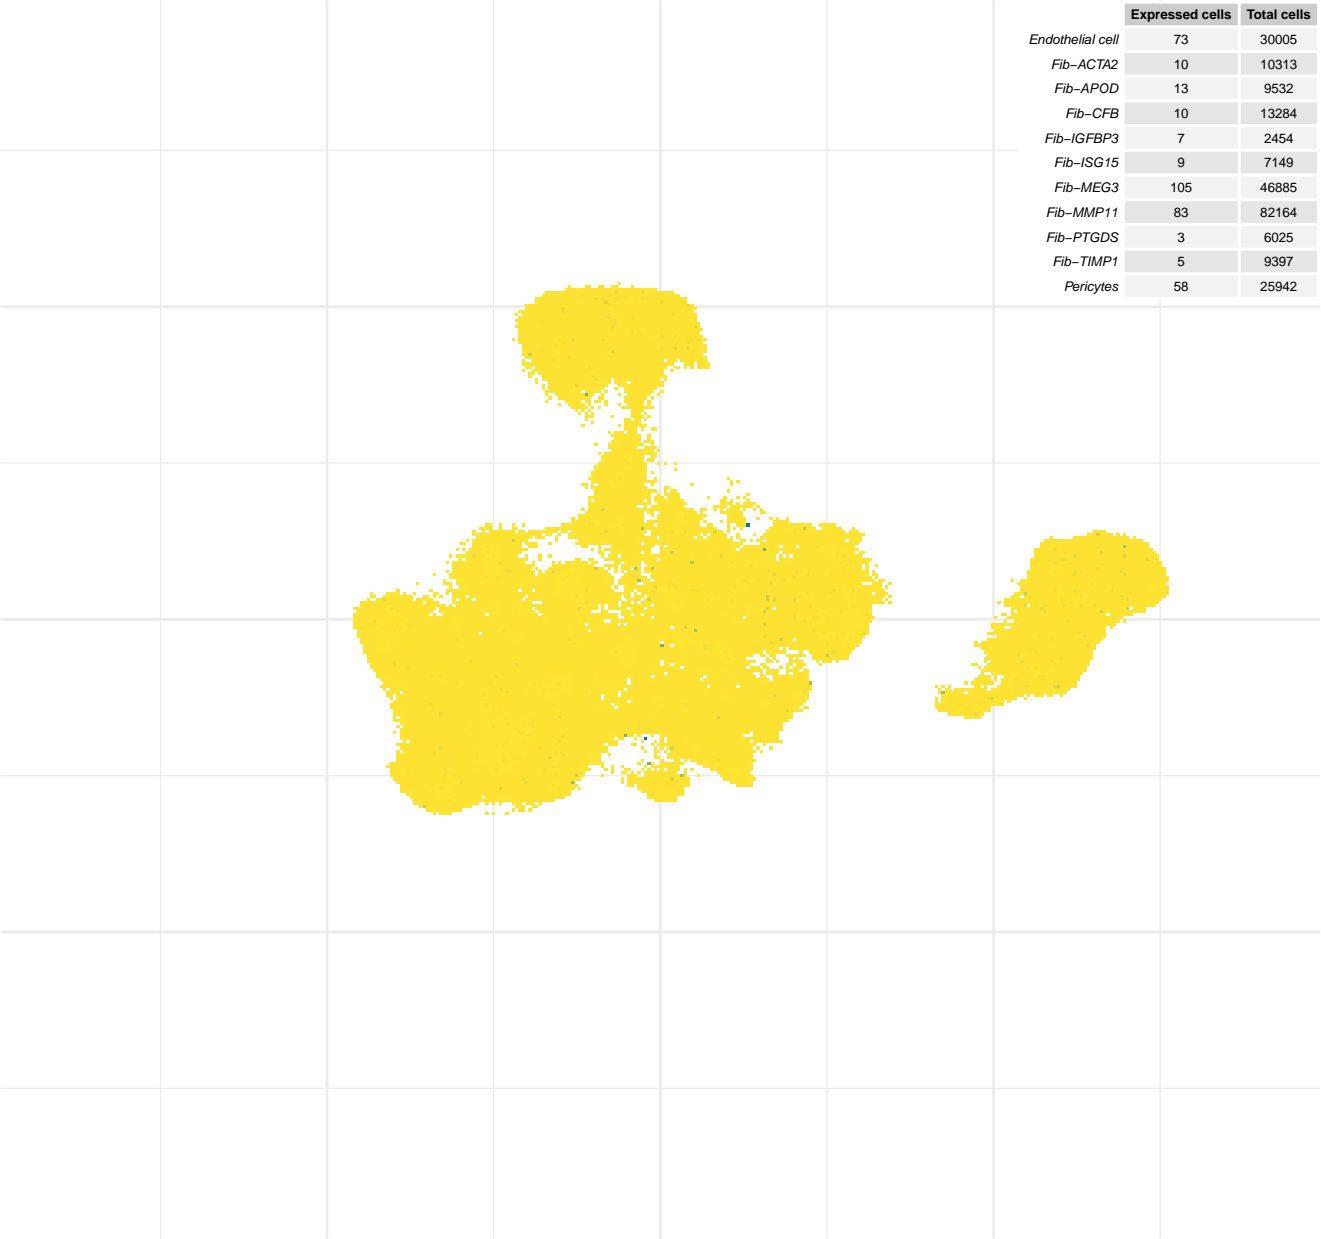 Expressed cells Total cells
Endothelial cell 73 30005
Fib−ACTA2 10 10313
Fib−APOD 13 9532
Fib−CFB 10 13284
Fib−IGFBP3 7 2454
Fib−ISG15 9 7149
Fib−MEG3 105 46885
Fib−MMP11 83 82164
Fib−PTGDS 3 6025
Fib−TIMP1 5 9397
Pericytes 58 25942